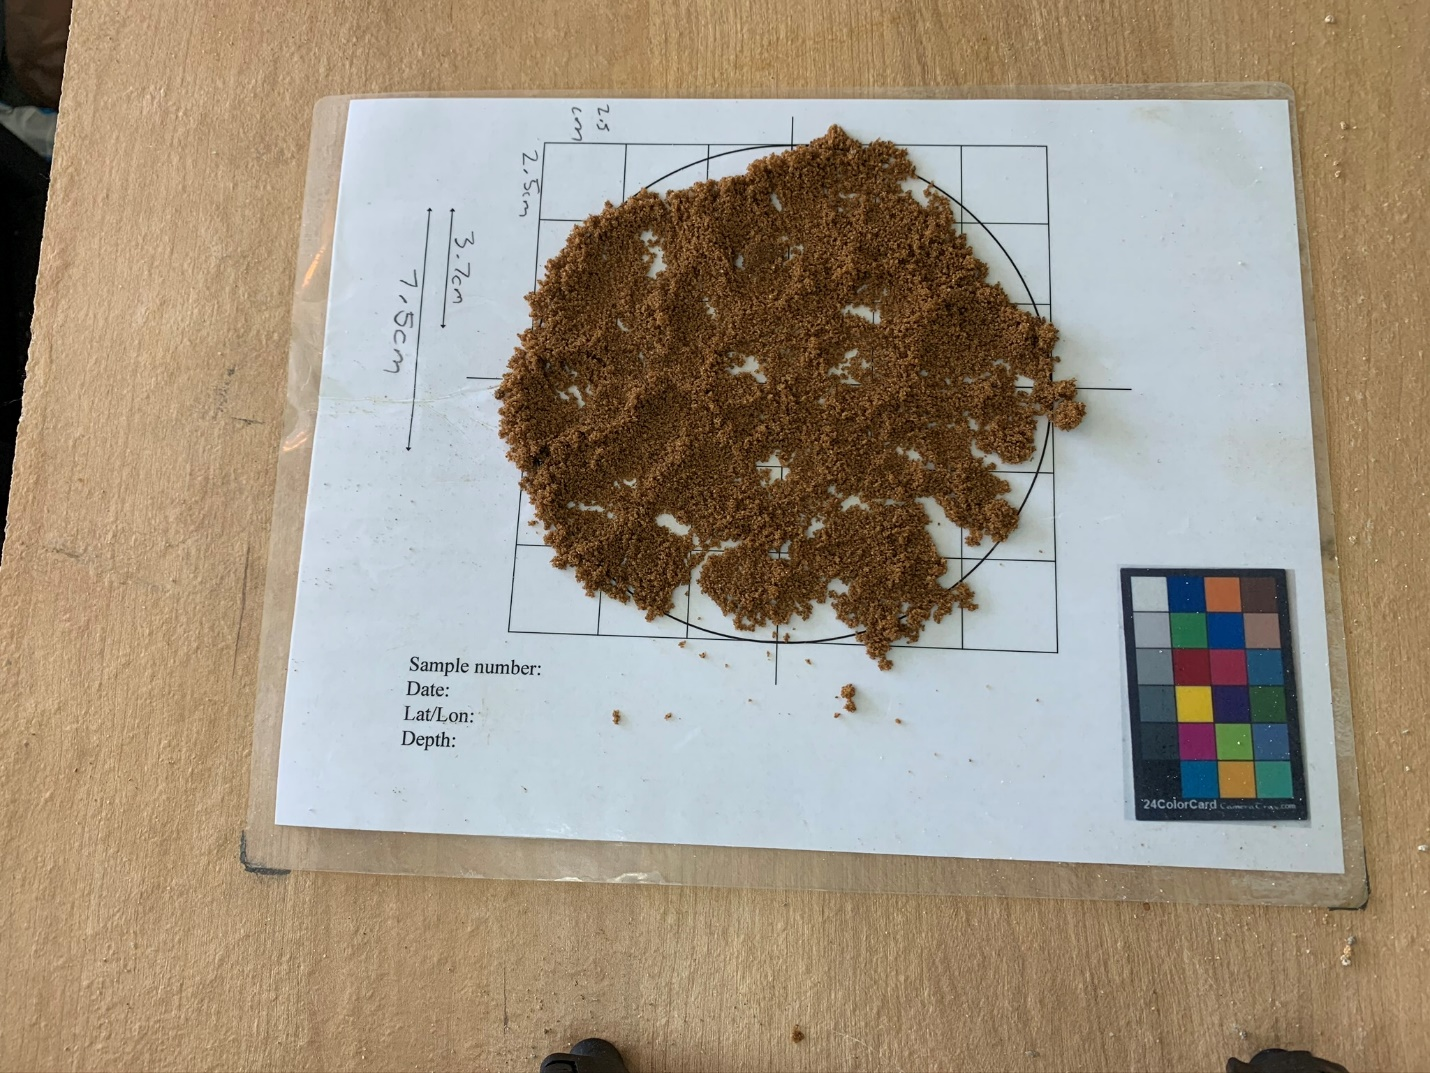 2.5
cm
2.5cm
3.7cm
7.5cm
Sample number:
Date:
Lat/Lon:
Depth:
24ColorCard